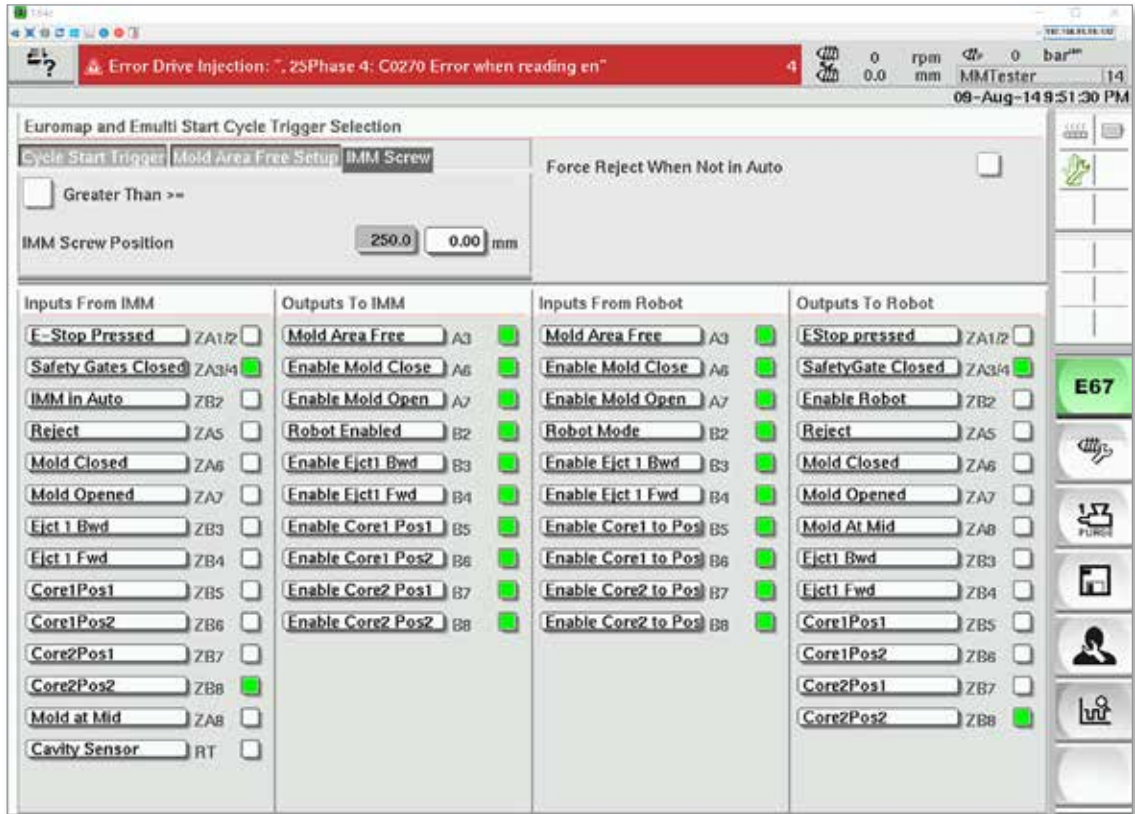 Error Drive Injection: ", 25Phase 4: C0270 Error when reading en" 4
0 rpm 0 bar
0.0 mm MMTester 14
09-Aug-14 9:51:30 PM
Euromap and Emulti Start Cycle Trigger Selection
Cycle Start Trigger Mold Area Free Setup IMM Screw
Force Reject When Not in Auto
Greater Than >=
IMM Screw Position 250.0 0.00 mm
Inputs From IMM
E-Stop Pressed ZA1/2
Safety Gates Closed ZA3/4
IMM in Auto ZB2
Reject ZA5
Mold Closed ZA6
Mold Opened ZA7
Ejct 1 Bwd ZB3
Ejct 1 Fwd ZB4
Core1Pos1 ZB5
Core1Pos2 ZB6
Core2Pos1 ZB7
Core2Pos2 ZB8
Mold at Mid ZA8
Cavity Sensor RT
Outputs To IMM
Mold Area Free A3
Enable Mold Close A6
Enable Mold Open A7
Robot Enabled B2
Enable Ejct1 Bwd B3
Enable Ejct1 Fwd B4
Enable Core1 Pos1 B5
Enable Core1 Pos2 B6
Enable Core2 Pos1 B7
Enable Core2 Pos2 B8
Inputs From Robot
Mold Area Free A3
Enable Mold Close A6
Enable Mold Open A7
Robot Mode B2
Enable Ejct 1 Bwd B3
Enable Ejct 1 Fwd B4
Enable Core1 to Pos B5
Enable Core1 to Pos B6
Enable Core2 to Pos B7
Enable Core2 to Pos B8
Outputs To Robot
EStop pressed ZA1/2
SafetyGate Closed ZA3/4
Enable Robot ZB2
Reject ZA5
Mold Closed ZA6
Mold Opened ZA7
Mold At Mid ZA8
Ejct1 Bwd ZB3
Ejct1 Fwd ZB4
Core1Pos1 ZB5
Core1Pos2 ZB6
Core2Pos1 ZB7
Core2Pos2 ZB8
E67
PURGE